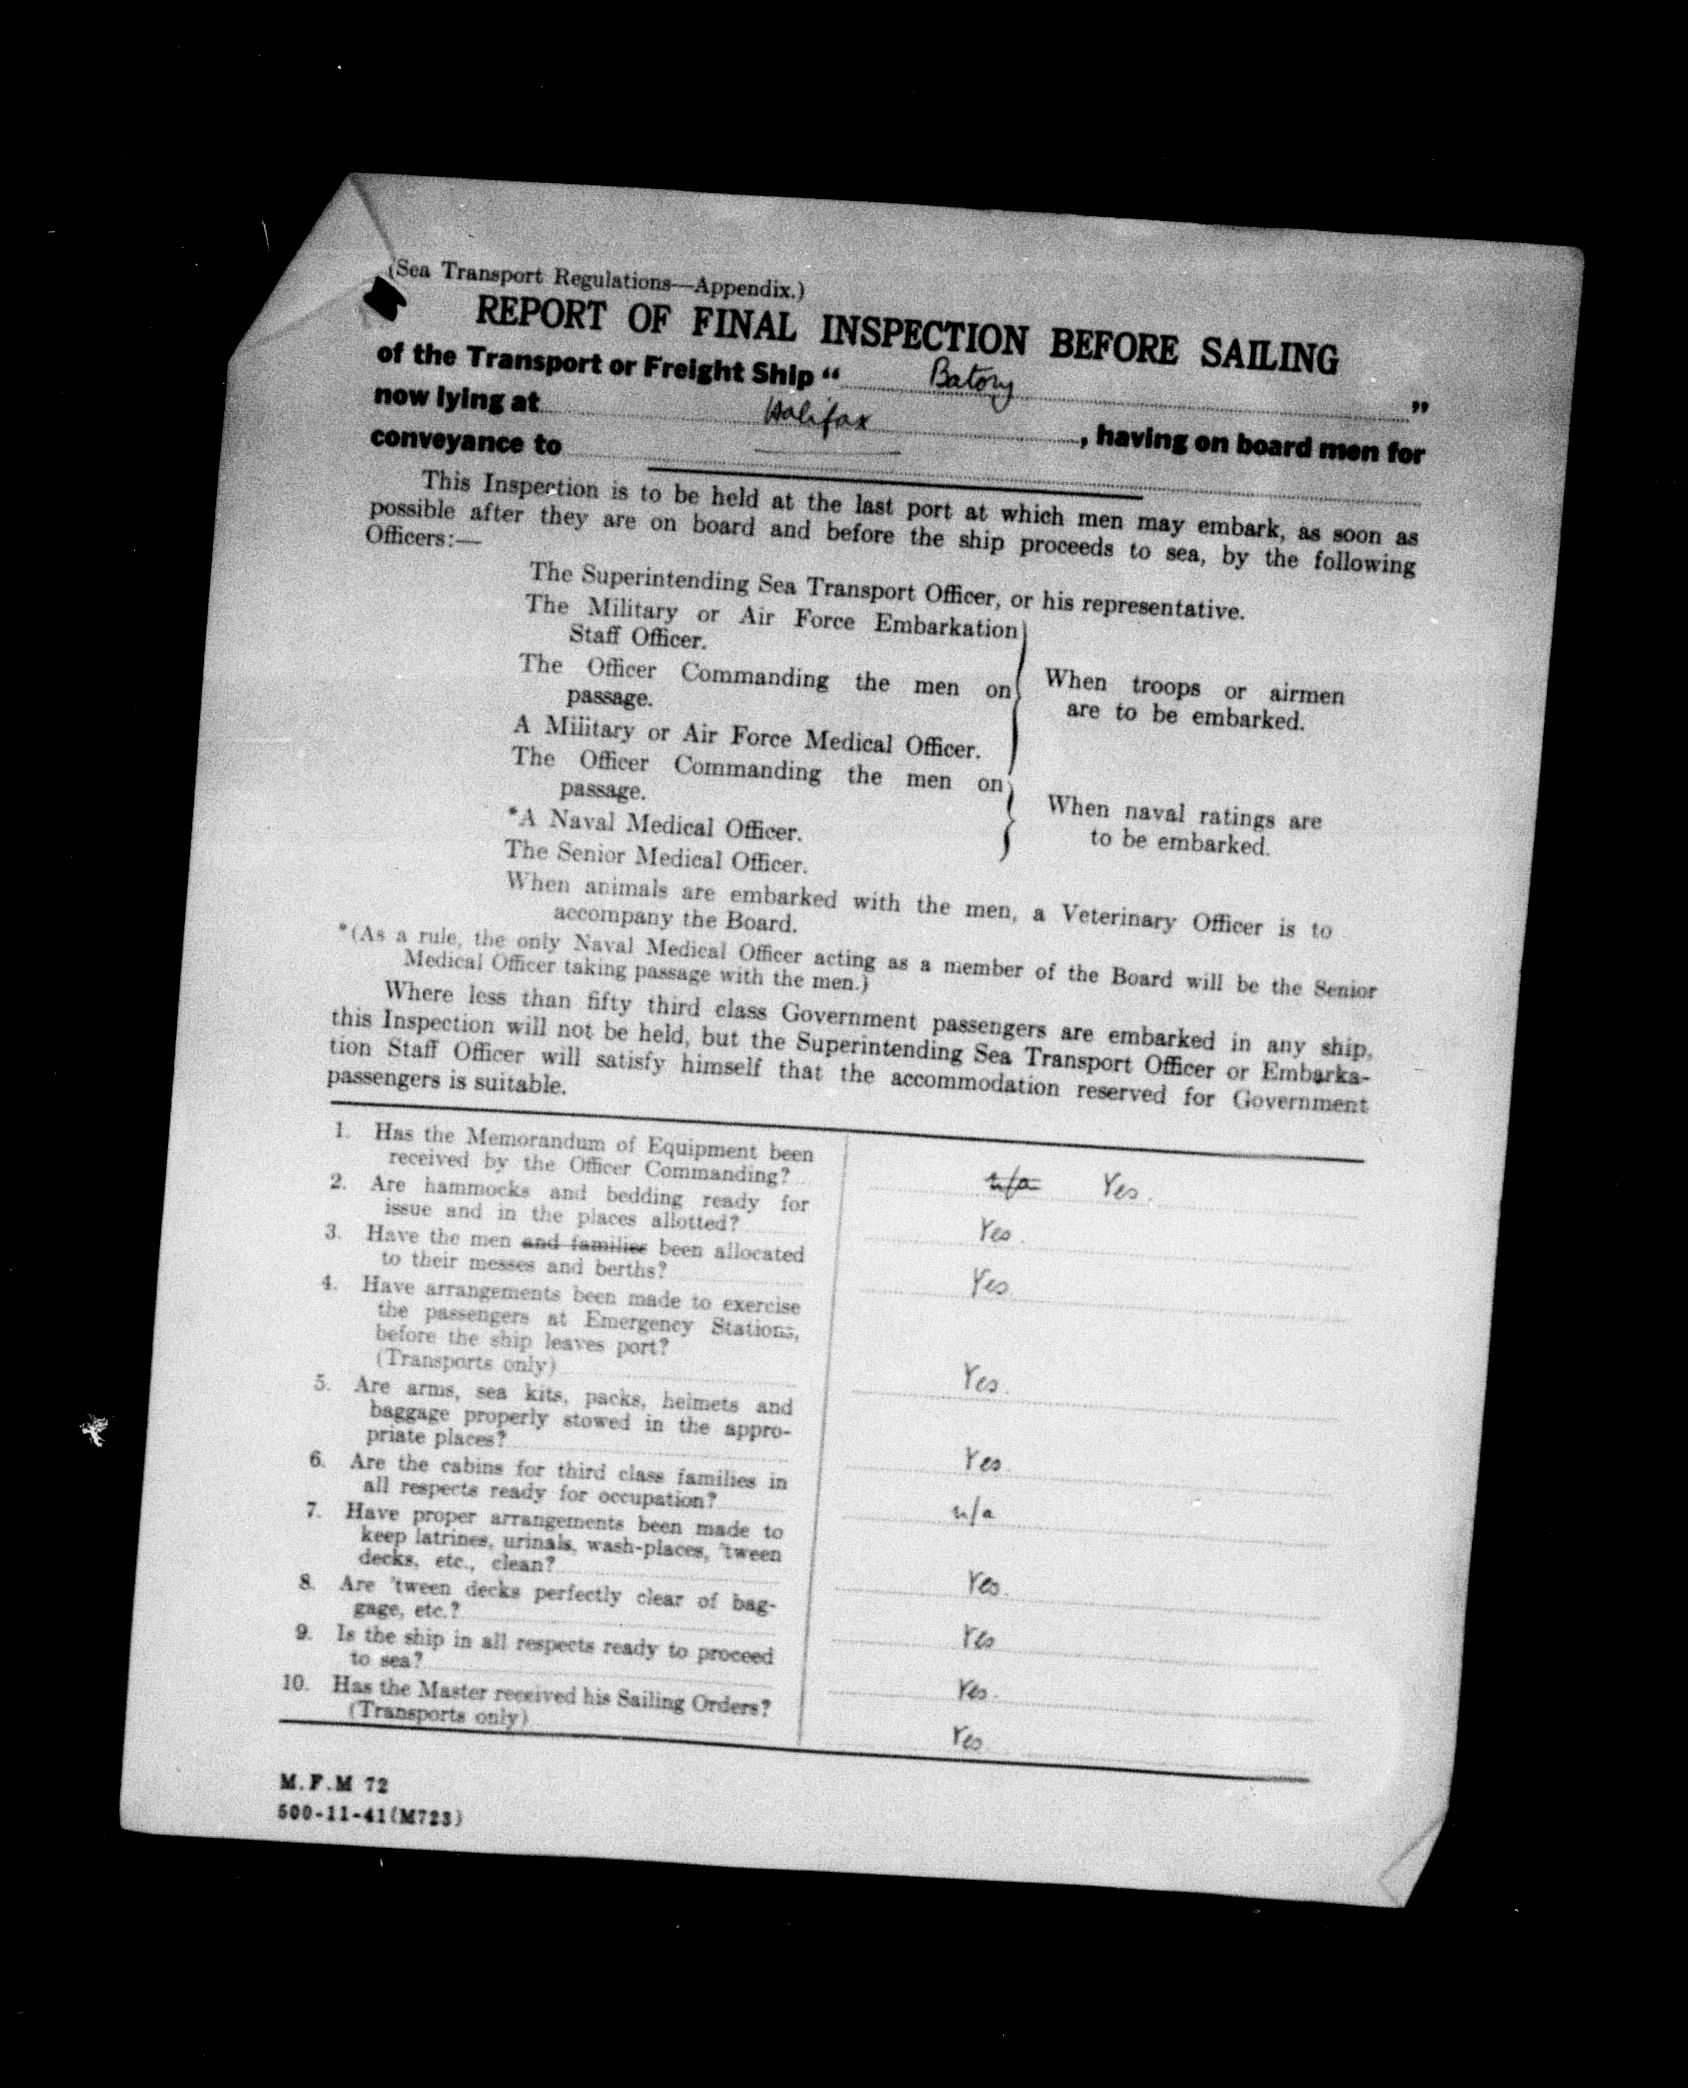 (Sea Transport Regulations—Appendix.)
REPORT OF FINAL INSPECTION BEFORE SAILING
of the Transport or Freight Ship “ Batory ”
now lying at Halifax , having on board men for
conveyance to
This Inspection is to be held at the last port at which men may embark, as soon as
possible after they are on board and before the ship proceeds to sea, by the following
Officers:—
The Superintending Sea Transport Officer, or his representative.
The Military or Air Force Embarkation
Staff Officer.
The Officer Commanding the men on
passage.
A Military or Air Force Medical Officer.
When troops or airmen
are to be embarked.
The Officer Commanding the men on
passage.
*A Naval Medical Officer.
The Senior Medical Officer.
When naval ratings are
to be embarked.
When animals are embarked with the men, a Veterinary Officer is to
accompany the Board.
*(As a rule, the only Naval Medical Officer acting as a member of the Board will be the Senior
Medical Officer taking passage with the men.)
Where less than fifty third class Government passengers are embarked in any ship,
this Inspection will not be held, but the Superintending Sea Transport Officer or Embarka-
tion Staff Officer will satisfy himself that the accommodation reserved for Government
passengers is suitable.
1. Has the Memorandum of Equipment been
received by the Officer Commanding? n/a Yes.
2. Are hammocks and bedding ready for
issue and in the places allotted? Yes.
3. Have the men and families been allocated
to their messes and berths? Yes.
4. Have arrangements been made to exercise
the passengers at Emergency Stations,
before the ship leaves port?
(Transports only) Yes.
5. Are arms, sea kits, packs, helmets and
baggage properly stowed in the appro-
priate places? Yes.
6. Are the cabins for third class families in
all respects ready for occupation? n/a
7. Have proper arrangements been made to
keep latrines, urinals, wash-places, 'tween
decks, etc., clean? Yes.
8. Are 'tween decks perfectly clear of bag-
gage, etc.? Yes
9. Is the ship in all respects ready to proceed
to sea? Yes.
10. Has the Master received his Sailing Orders?
(Transports only) Yes
M.F.M 72
500-11-41(M723)